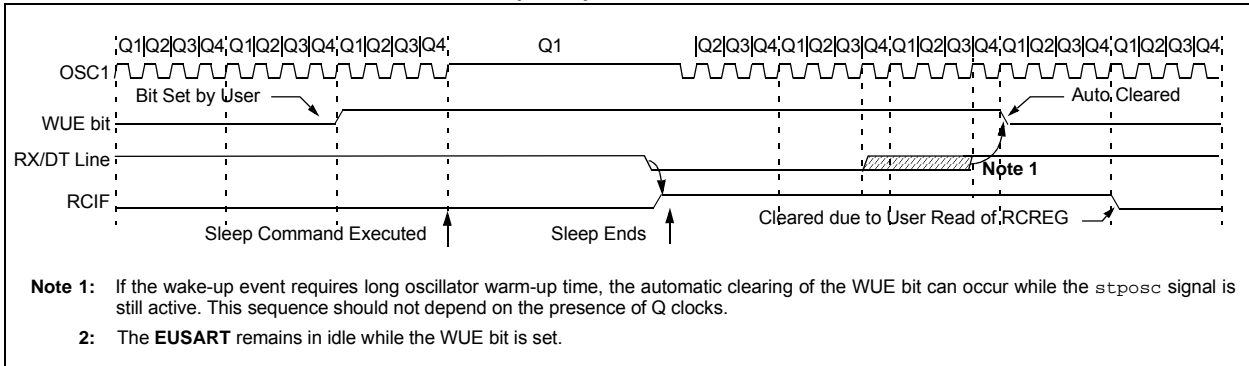 Q1|Q2|Q3|Q4 Q1|Q2|Q3|Q4 Q1|Q2|Q3|Q4 Q1 |Q2|Q3|Q4 Q1|Q2|Q3|Q4 Q1|Q2|Q3|Q4 Q1|Q2|Q3|Q4 Q1|Q2|Q3|Q4
OSC1
Bit Set by User Auto Cleared
WUE bit
RX/DT Line
Note 1
RCIF
Cleared due to User Read of RCREG
Sleep Command Executed Sleep Ends
Note 1: If the wake-up event requires long oscillator warm-up time, the automatic clearing of the WUE bit can occur while the stposc signal is
still active. This sequence should not depend on the presence of Q clocks.
2: The EUSART remains in idle while the WUE bit is set.